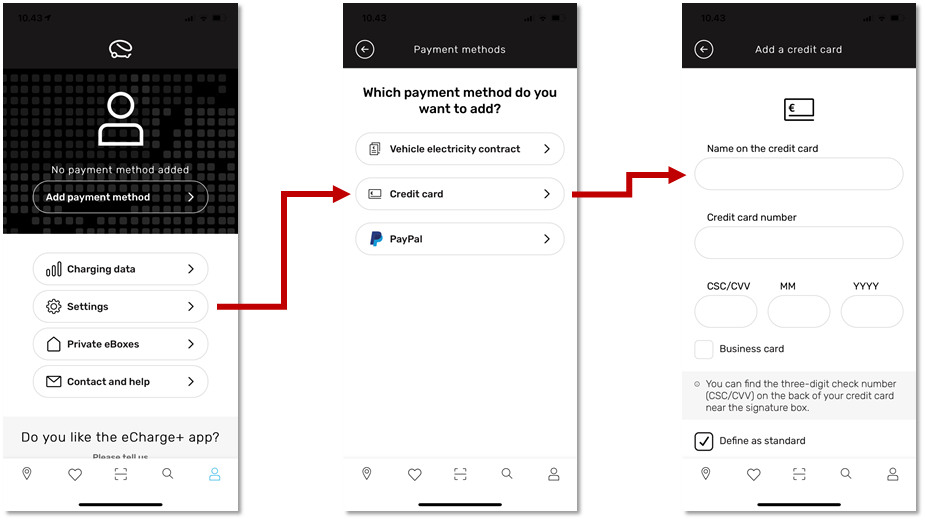 10.43
No payment method added
Add payment method
Charging data
Settings
Private eBoxes
Contact and help
Do you like the eCharge+ app?
Please tell us
10.43
Payment methods
Which payment method do you
want to add?
Vehicle electricity contract
Credit card
PayPal
10.43
Add a credit card
€
Name on the credit card
Credit card number
CSC/CVV MM YYYY
Business card
You can find the three-digit check number
(CSC/CVV) on the back of your credit card
near the signature box.
Define as standard